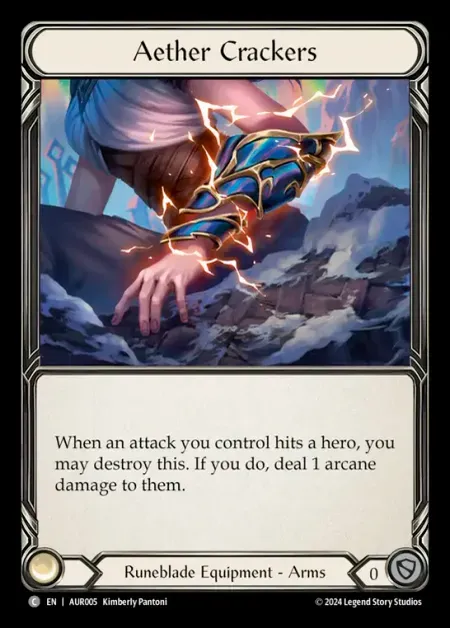 Aether Crackers
When an attack you control hits a hero, you
may destroy this. If you do, deal 1 arcane
damage to them.
Runeblade Equipment - Arms
0
C EN | AUR005 Kimberly Pantoni
© 2024 Legend Story Studios